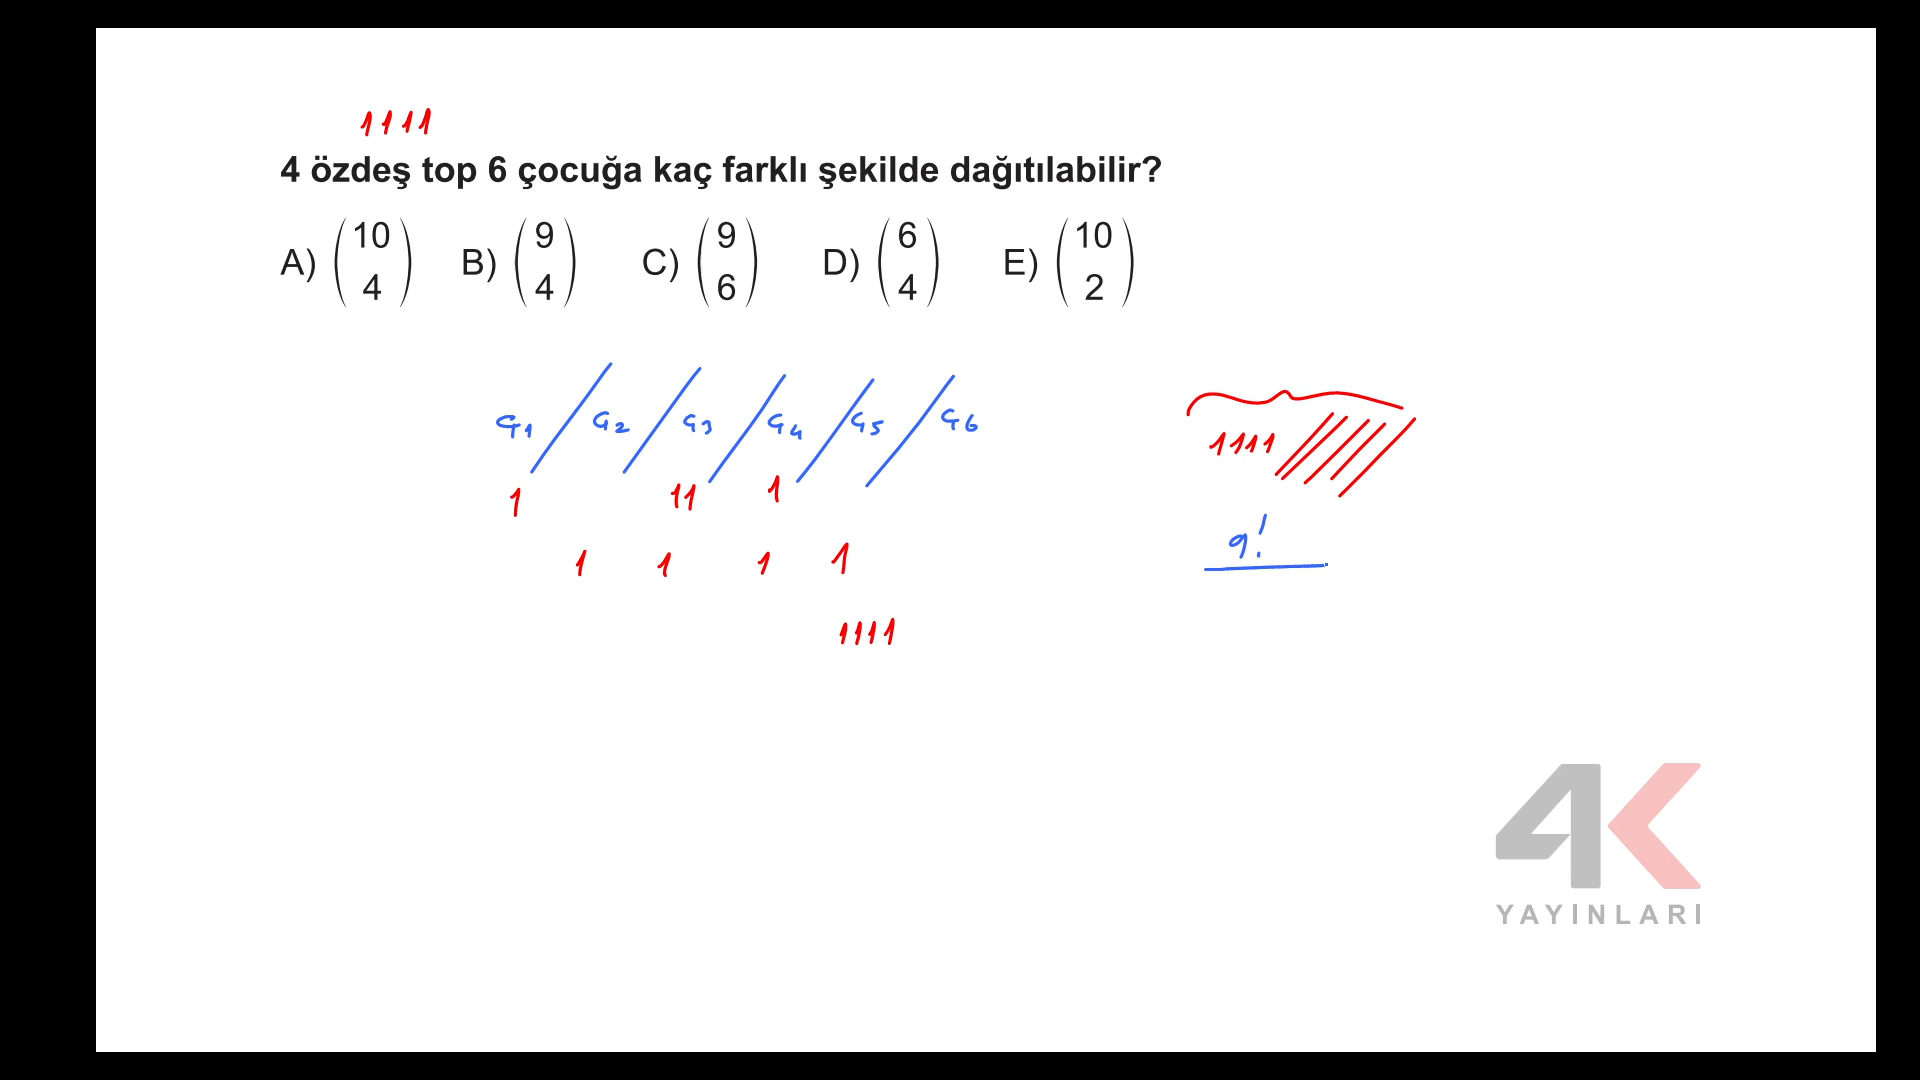 1111
4 özdeş top 6 çocuğa kaç farklı şekilde dağıtılabilir?
A) (10 4) B) (9 4) C) (9 6) D) (6 4) E) (10 2)
Ç1 / Ç2 / Ç3 / Ç4 / Ç5 / Ç6
1 11 1
1 1 1 1
1111
1111/////
9!
4K
YAYINLARI